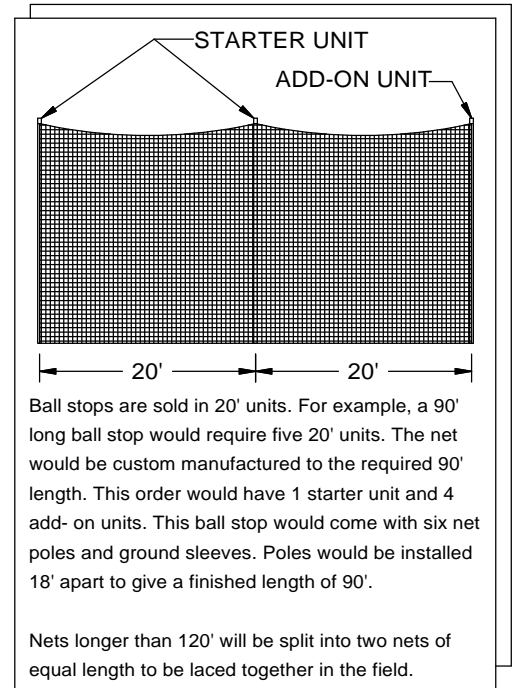 STARTER UNIT
ADD-ON UNIT
20' 20'
Ball stops are sold in 20' units. For example, a 90'
long ball stop would require five 20' units. The net
would be custom manufactured to the required 90'
length. This order would have 1 starter unit and 4
add- on units. This ball stop would come with six net
poles and ground sleeves. Poles would be installed
18' apart to give a finished length of 90'.
Nets longer than 120' will be split into two nets of
equal length to be laced together in the field.